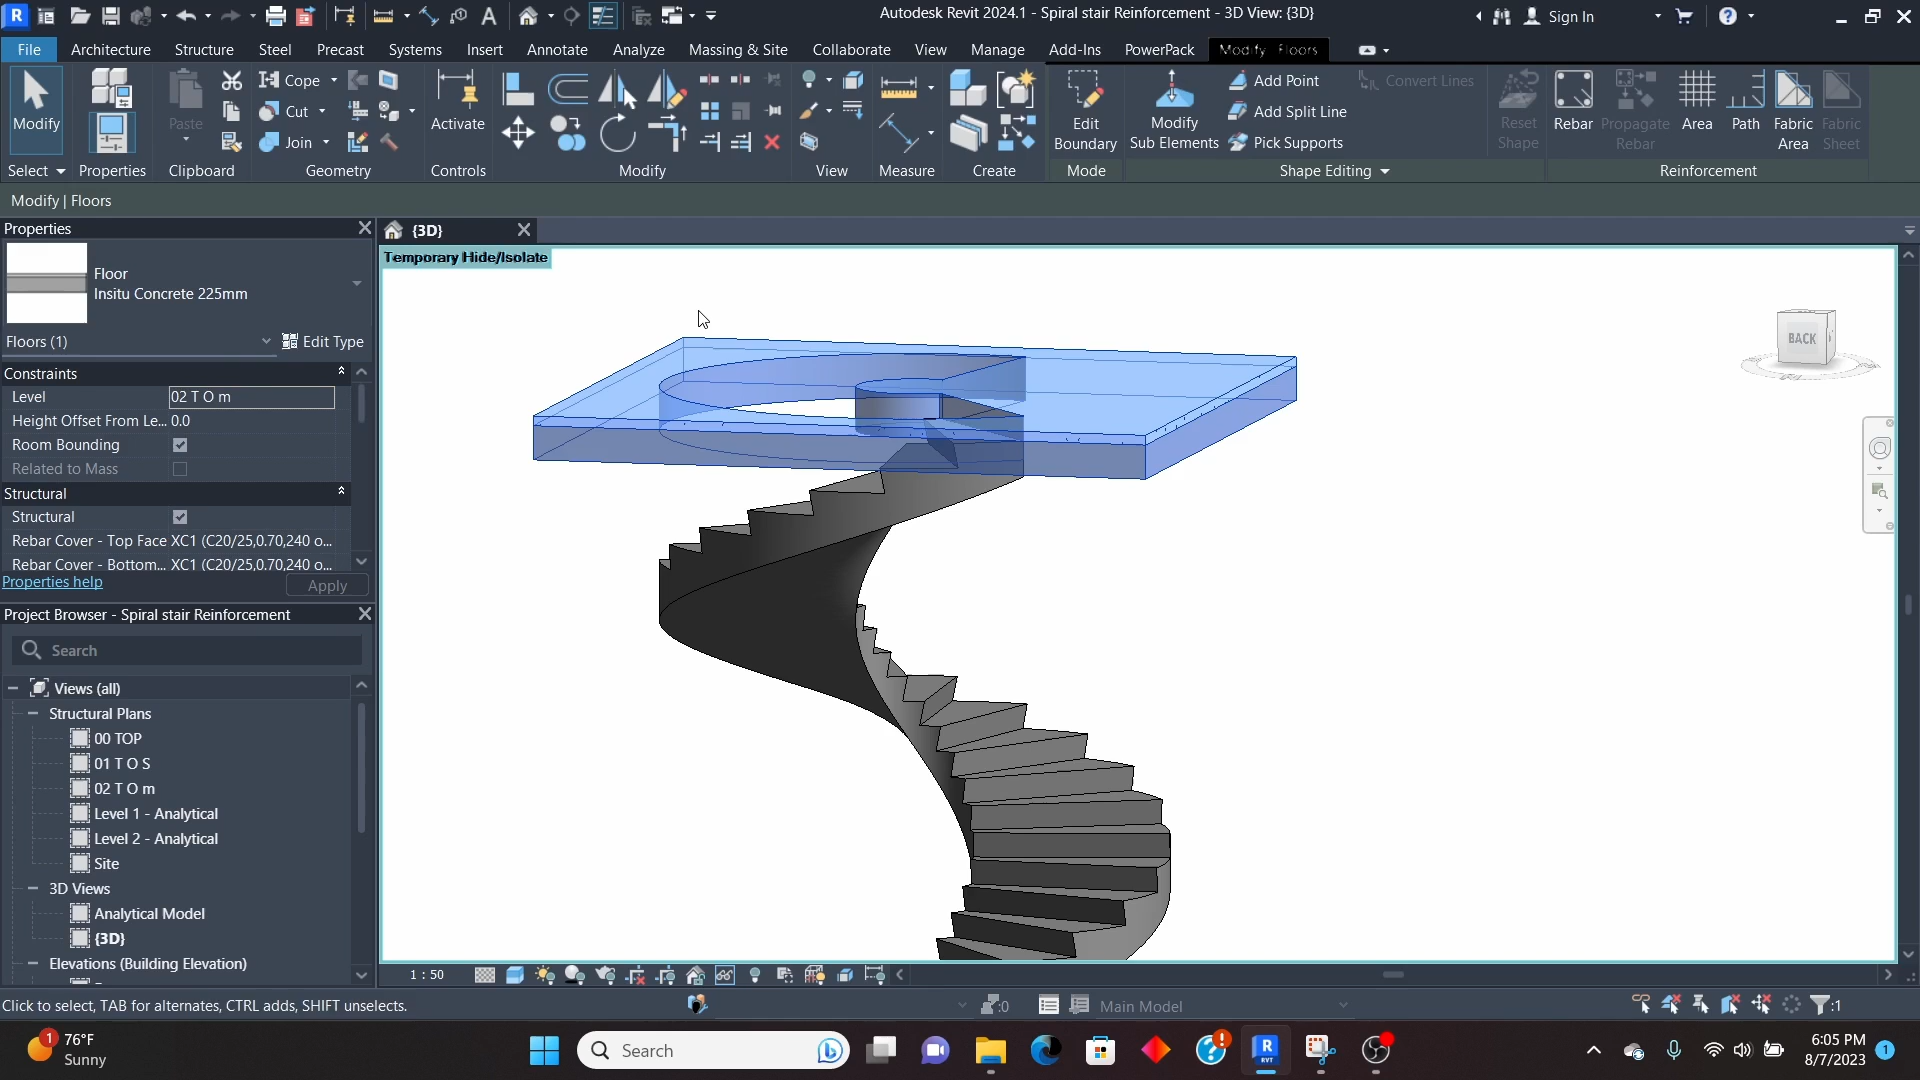 Autodesk Revit 2024.1 - Spiral stair Reinforcement - 3D View: {3D}
Sign In
File Architecture Structure Steel Precast Systems Insert Annotate Analyze Massing & Site Collaborate View Manage Add-Ins PowerPack Modify | Floors
Modify
Paste
Cope
Cut
Join
Activate
Edit
Boundary
Modify
Sub Elements
Add Point
Add Split Line
Pick Supports
Convert Lines
Reset
Shape
Rebar
Propagate
Rebar
Area
Path
Fabric
Area
Fabric
Sheet
Select Properties Clipboard Geometry Controls Modify View Measure Create Mode Shape Editing Reinforcement
Modify | Floors
Properties
{3D}
Temporary Hide/Isolate
Floor
Insitu Concrete 225mm
Floors (1)
Edit Type
Constraints
Level 02 T O m
Height Offset From Le... 0.0
Room Bounding
Related to Mass
Structural
Structural
Rebar Cover - Top Face XC1 (C20/25,0.70,240 o...
Rebar Cover - Bottom... XC1 (C20/25,0.70,240 o...
Properties help
Apply
BACK
Project Browser - Spiral stair Reinforcement
Search
Views (all)
Structural Plans
00 TOP
01 T O S
02 T O m
Level 1 - Analytical
Level 2 - Analytical
Site
3D Views
Analytical Model
{3D}
Elevations (Building Elevation)
1 : 50
Click to select, TAB for alternates, CTRL adds, SHIFT unselects.
:0
Main Model
:1
1
76°F
Sunny
Search
6:05 PM
8/7/2023
1